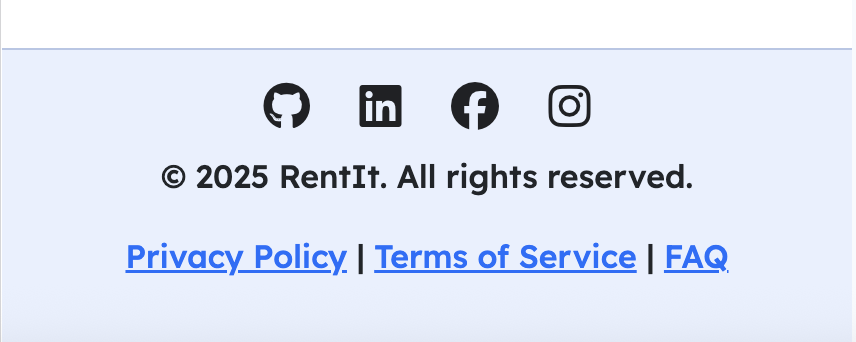 © 2025 RentIt. All rights reserved.
Privacy Policy | Terms of Service | FAQ